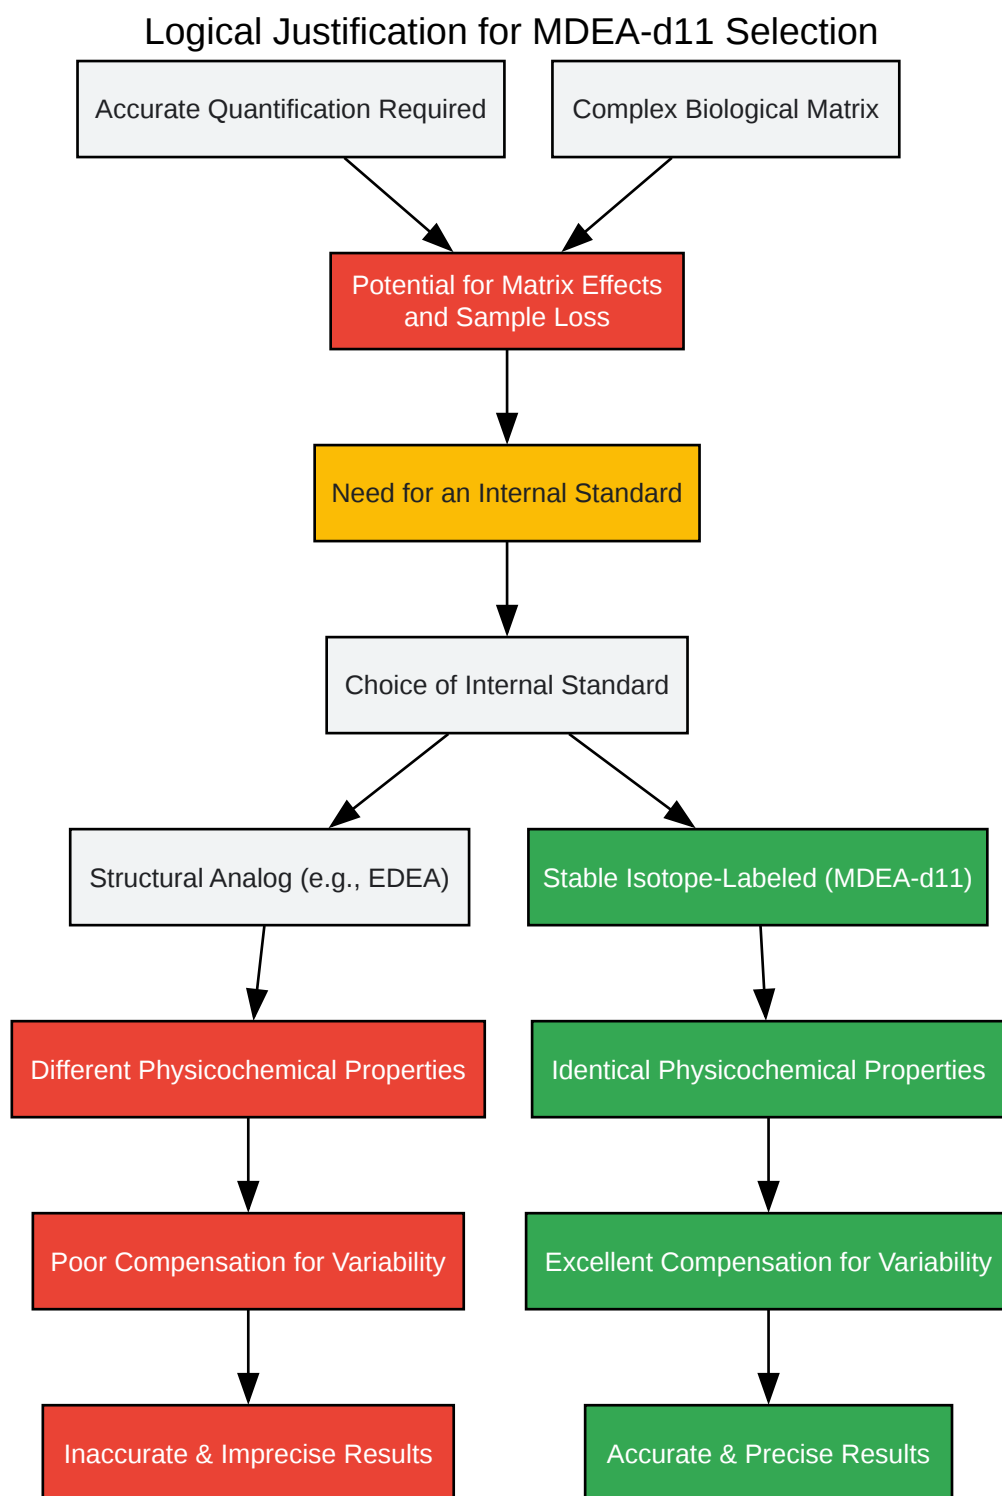 Logical Justification for MDEA-d11 Selection
Accurate Quantification Required
Complex Biological Matrix
Potential for Matrix Effects
and Sample Loss
Need for an Internal Standard
Choice of Internal Standard
Structural Analog (e.g., EDEA)
Stable Isotope-Labeled (MDEA-d11)
Different Physicochemical Properties
Identical Physicochemical Properties
Poor Compensation for Variability
Excellent Compensation for Variability
Inaccurate & Imprecise Results
Accurate & Precise Results